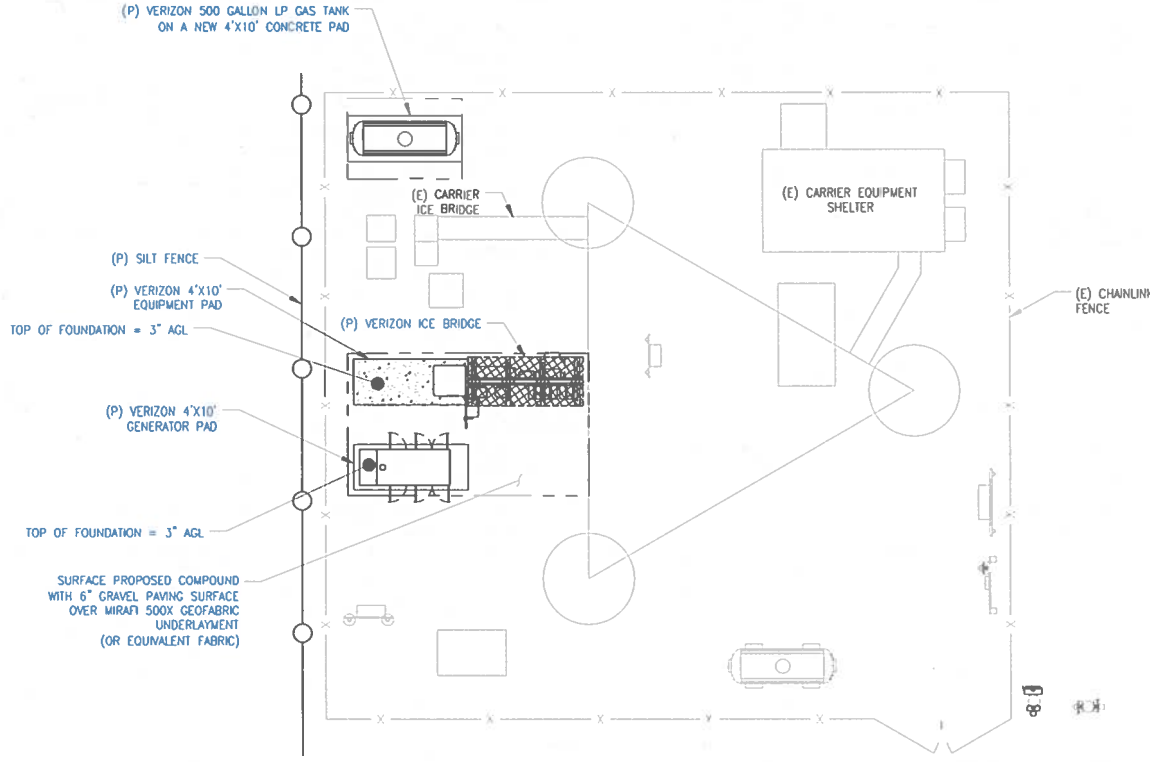 (P) VERIZON 500 GALLON LP GAS TANK
ON A NEW 4'X10' CONCRETE PAD
(E) CARRIER
ICE BRIDGE
(E) CARRIER EQUIPMENT
SHELTER
(P) SILT FENCE
(P) VERIZON 4'X10'
EQUIPMENT PAD
TOP OF FOUNDATION = 3" AGL
(P) VERIZON ICE BRIDGE
(E) CHAINLINK
FENCE
(P) VERIZON 4'X10'
GENERATOR PAD
TOP OF FOUNDATION = 3" AGL
SURFACE PROPOSED COMPOUND
WITH 6" GRAVEL PAVING SURFACE
OVER MIRAFI 500X GEOFABRIC
UNDERLAYMENT
(OR EQUIVALENT FABRIC)